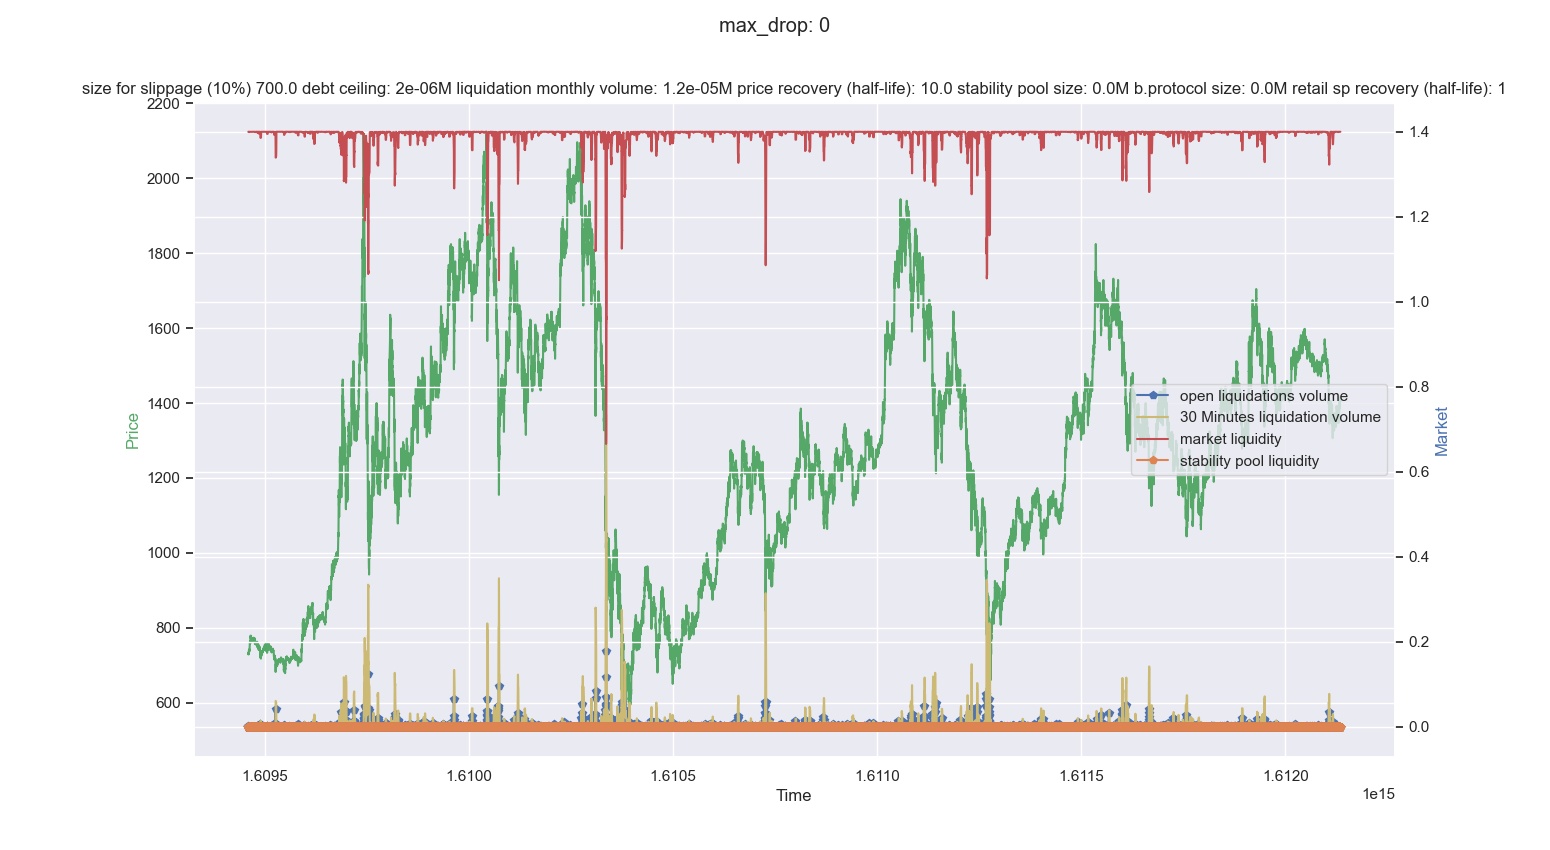 max_drop: 0
size for slippage (10%) 700.0 debt ceiling: 2e-06M liquidation monthly volume: 1.2e-05M price recovery (half-life): 10.0 stability pool size: 0.0M b.protocol size: 0.0M retail sp recovery (half-life): 1
2200
2000
1800
1600
1400
1200
1000
800
600
Price
1.4
1.2
1.0
0.8
0.6
0.4
0.2
0.0
Market
open liquidations volume
30 Minutes liquidation volume
market liquidity
stability pool liquidity
1.6095 1.6100 1.6105 1.6110 1.6115 1.6120
Time
1e15